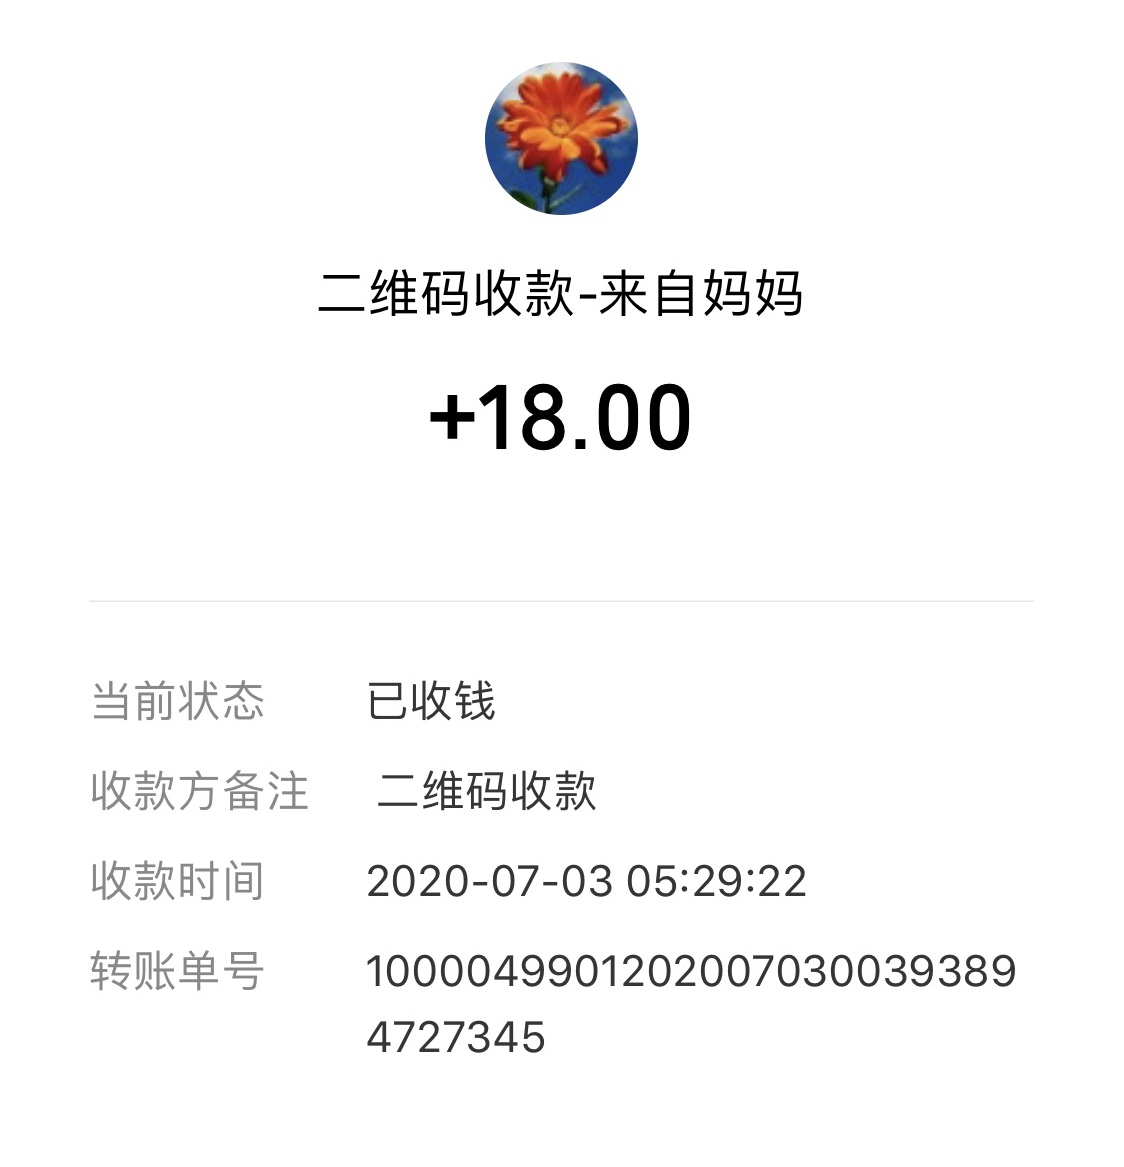 二维码收款-来自妈妈
+18.00
当前状态 已收钱
收款方备注 二维码收款
收款时间 2020-07-03 05:29:22
转账单号 1000049901202007030039389
4727345